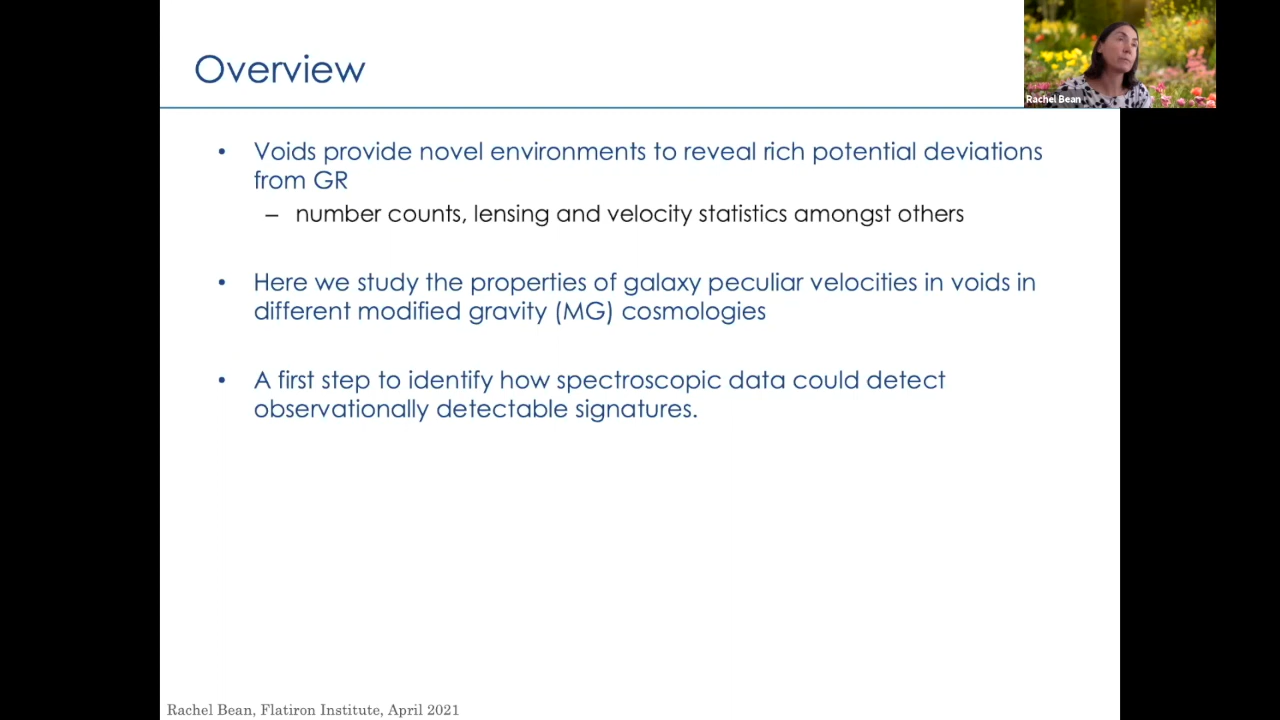 Overview
Rachel Bean
• Voids provide novel environments to reveal rich potential deviations
from GR
– number counts, lensing and velocity statistics amongst others
• Here we study the properties of galaxy peculiar velocities in voids in
different modified gravity (MG) cosmologies
• A first step to identify how spectroscopic data could detect
observationally detectable signatures.
Rachel Bean, Flatiron Institute, April 2021